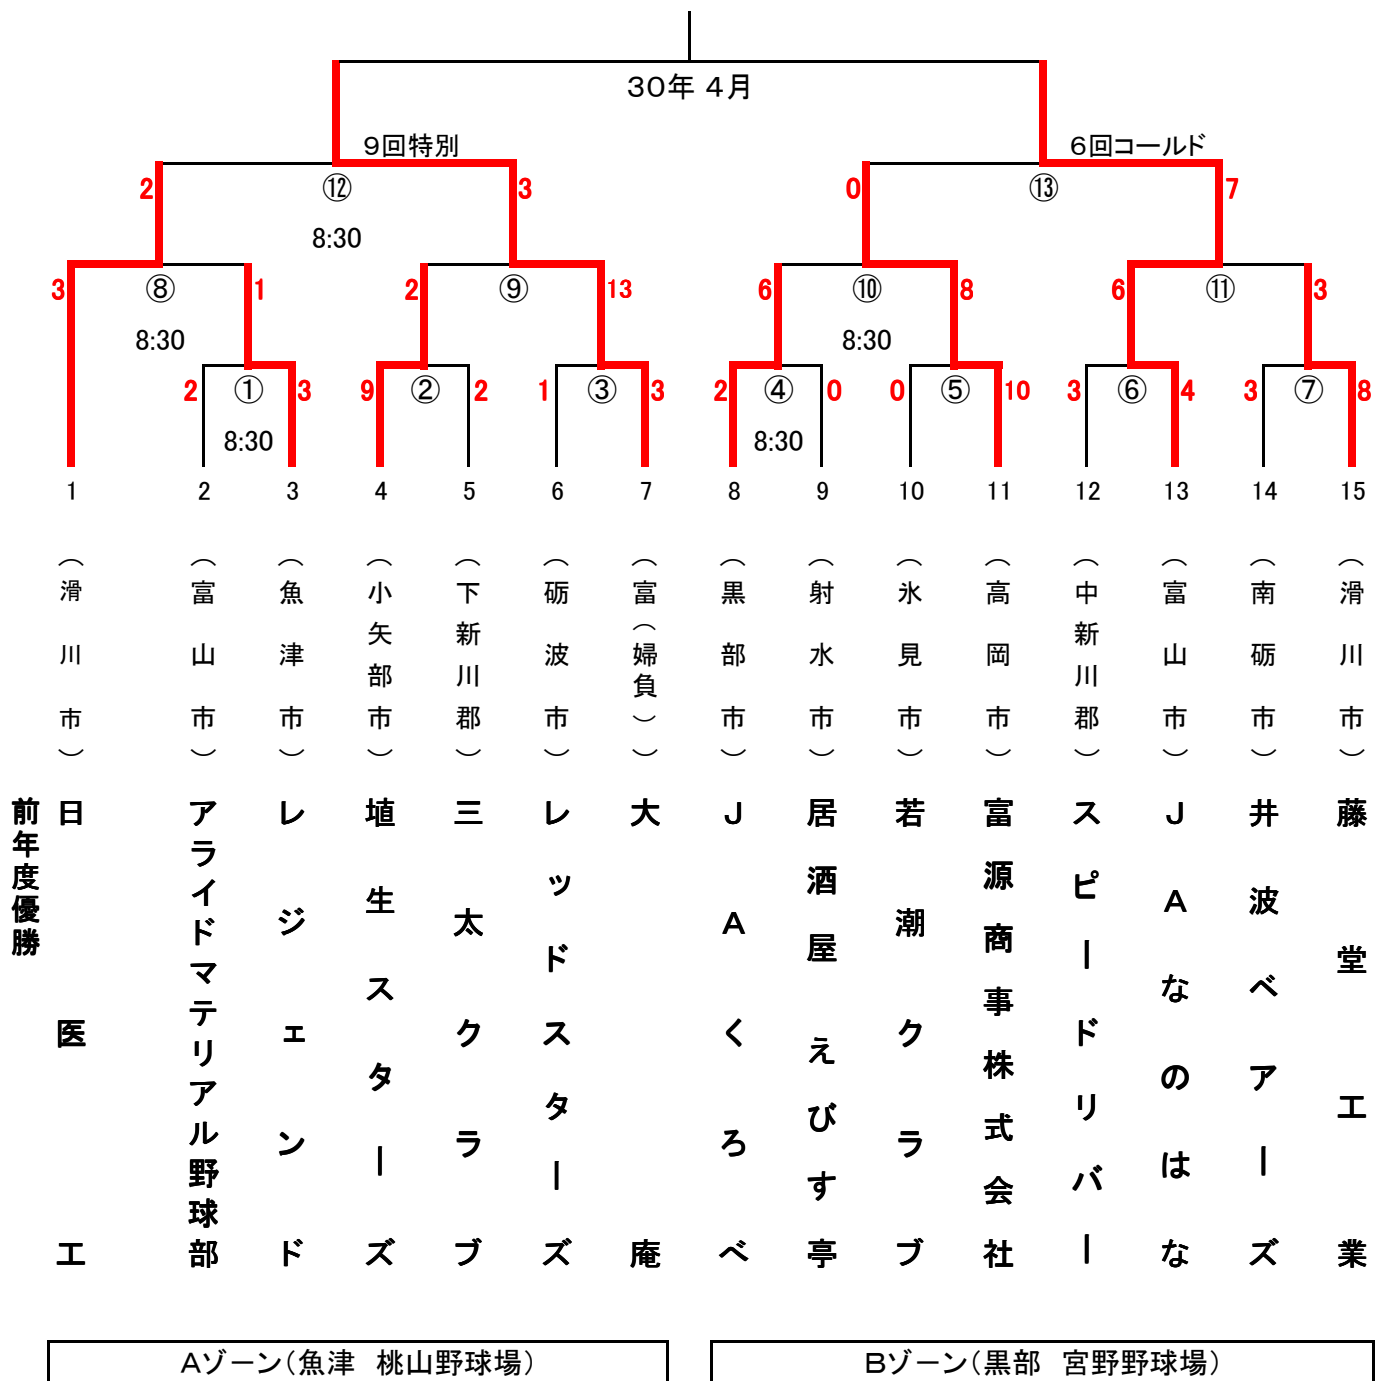 30年 4月
9回特別
6回コールド
2
⑫
3
0
⑬
7
8:30
3
⑧
1
2
⑨
13
6
⑩
8
6
⑪
3
8:30
8:30
2
①
3
9
②
2
1
③
3
2
④
0
0
⑤
10
3
⑥
4
3
⑦
8
8:30
8:30
1
2
3
4
5
6
7
8
9
10
11
12
13
14
15
（滑川市）
（富山市）
（魚津市）
（小矢部市）
（下新川郡）
（砺波市）
（富（婦負））
（黒部市）
（射水市）
（氷見市）
（高岡市）
（中新川郡）
（富山市）
（南砺市）
（滑川市）
前年度優勝
日医工
アライドマテリアル野球部
レジェンド
埴生スターズ
三太クラブ
レッドスターズ
大庵
JAくろべ
居酒屋 えびす亭
若潮クラブ
富源商事株式会社
スピードリバー
JAなのはな
井波ベアーズ
藤堂工業
Aゾーン(魚津 桃山野球場)
Bゾーン(黒部 宮野野球場)